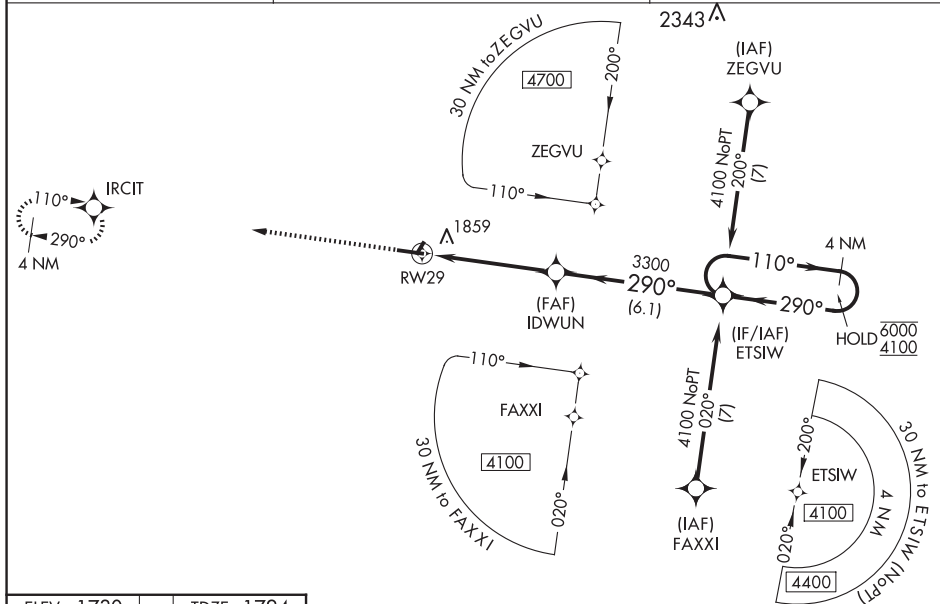 2343
(IAF)
ZEGVU
30 NM to ZEGVU
4700
200°
ZEGVU
110°
4100 NoPT
200°
(7)
110°
IRCIT
290°
4 NM
1859
RW29
(FAF)
IDWUN
3300
290°
(6.1)
110°
4 NM
290°
(IF/IAF)
ETSIW
HOLD
6000
4100
110°
FAXXI
4100
020°
30 NM to FAXXI
4100 NoPT
020°
(7)
(IAF)
FAXXI
200°
ETSIW
4100
020°
4 NM
4400
30 NM to ETSIW (NoPT)